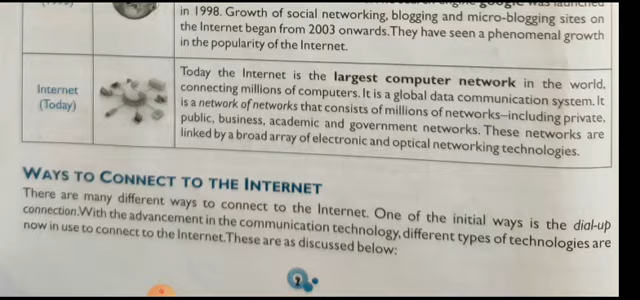 google was launched
in 1998. Growth of social networking, blogging and micro-blogging sites on
the Internet began from 2003 onwards.They have seen a phenomenal growth
in the popularity of the Internet.
Internet
(Today)
Today the Internet is the largest computer network in the world,
connecting millions of computers. It is a global data communication system. It
is a network of networks that consists of millions of networks–including private,
public, business, academic and government networks. These networks are
linked by a broad array of electronic and optical networking technologies.
WAYS TO CONNECT TO THE INTERNET
There are many different ways to connect to the Internet. One of the initial ways is the dial-up
connection.With the advancement in the communication technology, different types of technologies are
now in use to connect to the Internet.These are as discussed below:
2